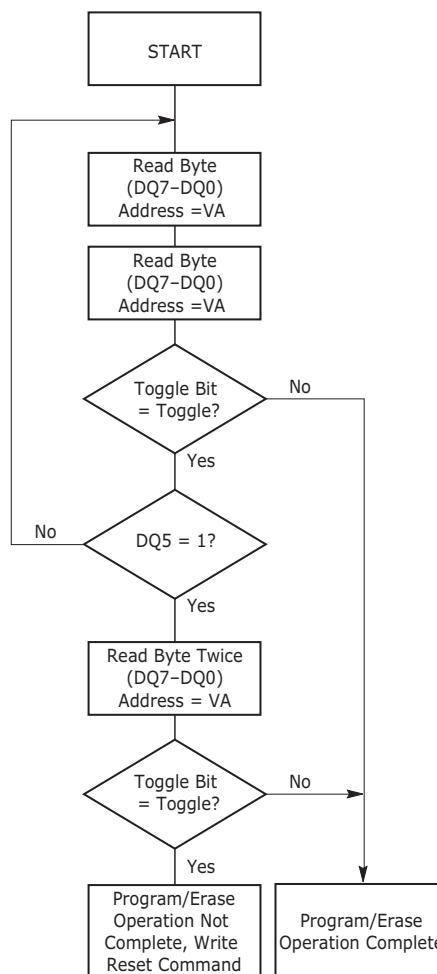 START
Read Byte
(DQ7–DQ0)
Address =VA
Read Byte
(DQ7–DQ0)
Address =VA
Toggle Bit
= Toggle?
No
Yes
No
DQ5 = 1?
Yes
Read Byte Twice
(DQ7–DQ0)
Address = VA
Toggle Bit
= Toggle?
No
Yes
Program/Erase
Operation Not
Complete, Write
Reset Command
Program/Erase
Operation Complete